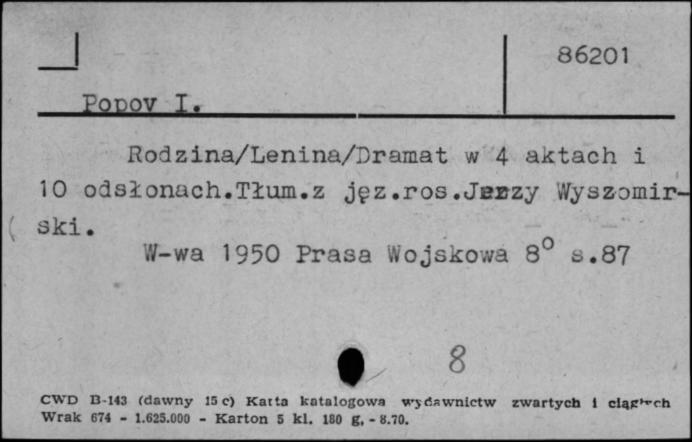 86201
Popov I.
Rodzina/Lenina/Dramat w 4 aktach i
10 odsłonach.Tłum.z jęz.ros.Jerzy Wyszomir-
ski.
W-wa 1950 Prasa Wojskowa 8° s.87
8
CWD B-143 (dawny 15 c) Karta katalogowa wydawnictw zwartych i ciągłych
Wrak 674 - 1.625.000 - Karton 5 kl. 180 g. - 8.70.